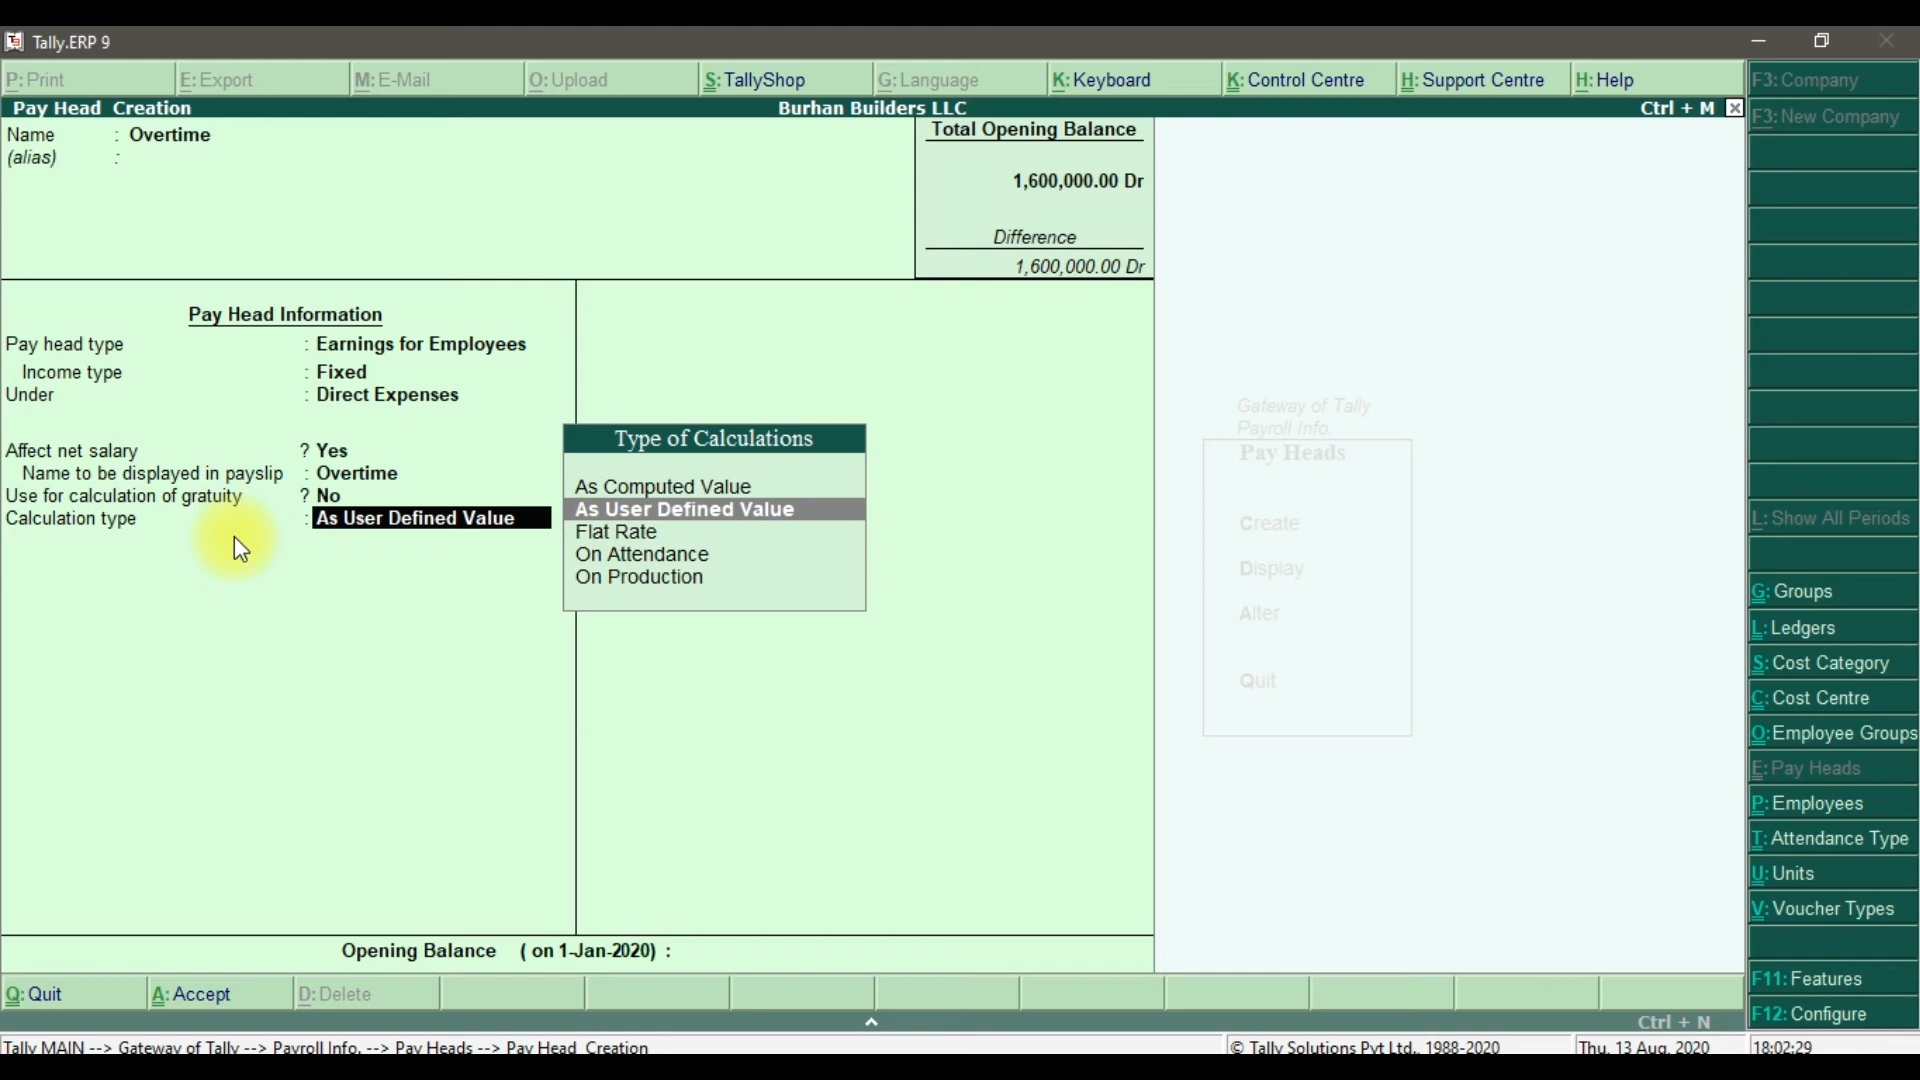 Tally.ERP 9
P: Print E: Export M: E-Mail O: Upload S: TallyShop G: Language K: Keyboard K: Control Centre H: Support Centre H: Help
Pay Head Creation Burhan Builders LLC Ctrl + M
Name : Overtime
(alias) :
Total Opening Balance
1,600,000.00 Dr
Difference
1,600,000.00 Dr
Pay Head Information
Pay head type : Earnings for Employees
Income type : Fixed
Under : Direct Expenses
Affect net salary ? Yes
Name to be displayed in payslip : Overtime
Use for calculation of gratuity ? No
Calculation type : As User Defined Value
Type of Calculations
As Computed Value
As User Defined Value
Flat Rate
On Attendance
On Production
Gateway of Tally
Payroll Info.
Pay Heads
Create
Display
Alter
Quit
Opening Balance ( on 1-Jan-2020) :
F3: Company
F3: New Company
L: Show All Periods
G: Groups
L: Ledgers
S: Cost Category
C: Cost Centre
O: Employee Groups
E: Pay Heads
P: Employees
T: Attendance Type
U: Units
V: Voucher Types
F11: Features
F12: Configure
Q: Quit A: Accept D: Delete
Ctrl + N
Tally MAIN --> Gateway of Tally --> Payroll Info. --> Pay Heads --> Pay Head Creation © Tally Solutions Pvt Ltd., 1988-2020 Thu, 13 Aug, 2020 18:02:29